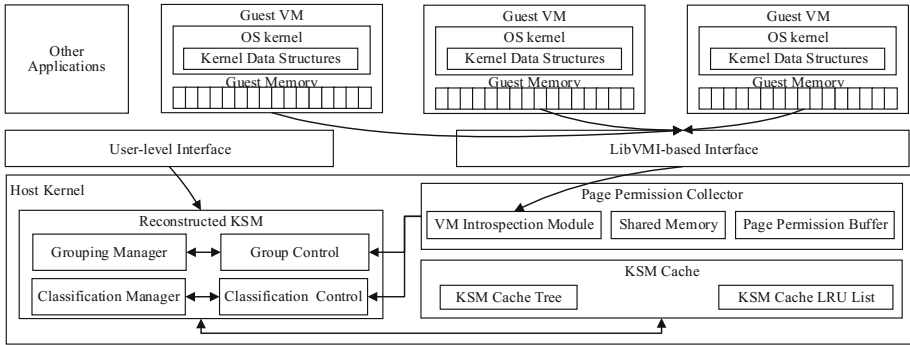 Other
Applications
Guest VM
OS kernel
Kernel Data Structures
Guest Memory
Guest VM
OS kernel
Kernel Data Structures
Guest Memory
Guest VM
OS kernel
Kernel Data Structures
Guest Memory
User-level Interface
LibVMI-based Interface
Host Kernel
Reconstructed KSM
Grouping Manager
Group Control
Classification Manager
Classification Control
Page Permission Collector
VM Introspection Module
Shared Memory
Page Permission Buffer
KSM Cache
KSM Cache Tree
KSM Cache LRU List